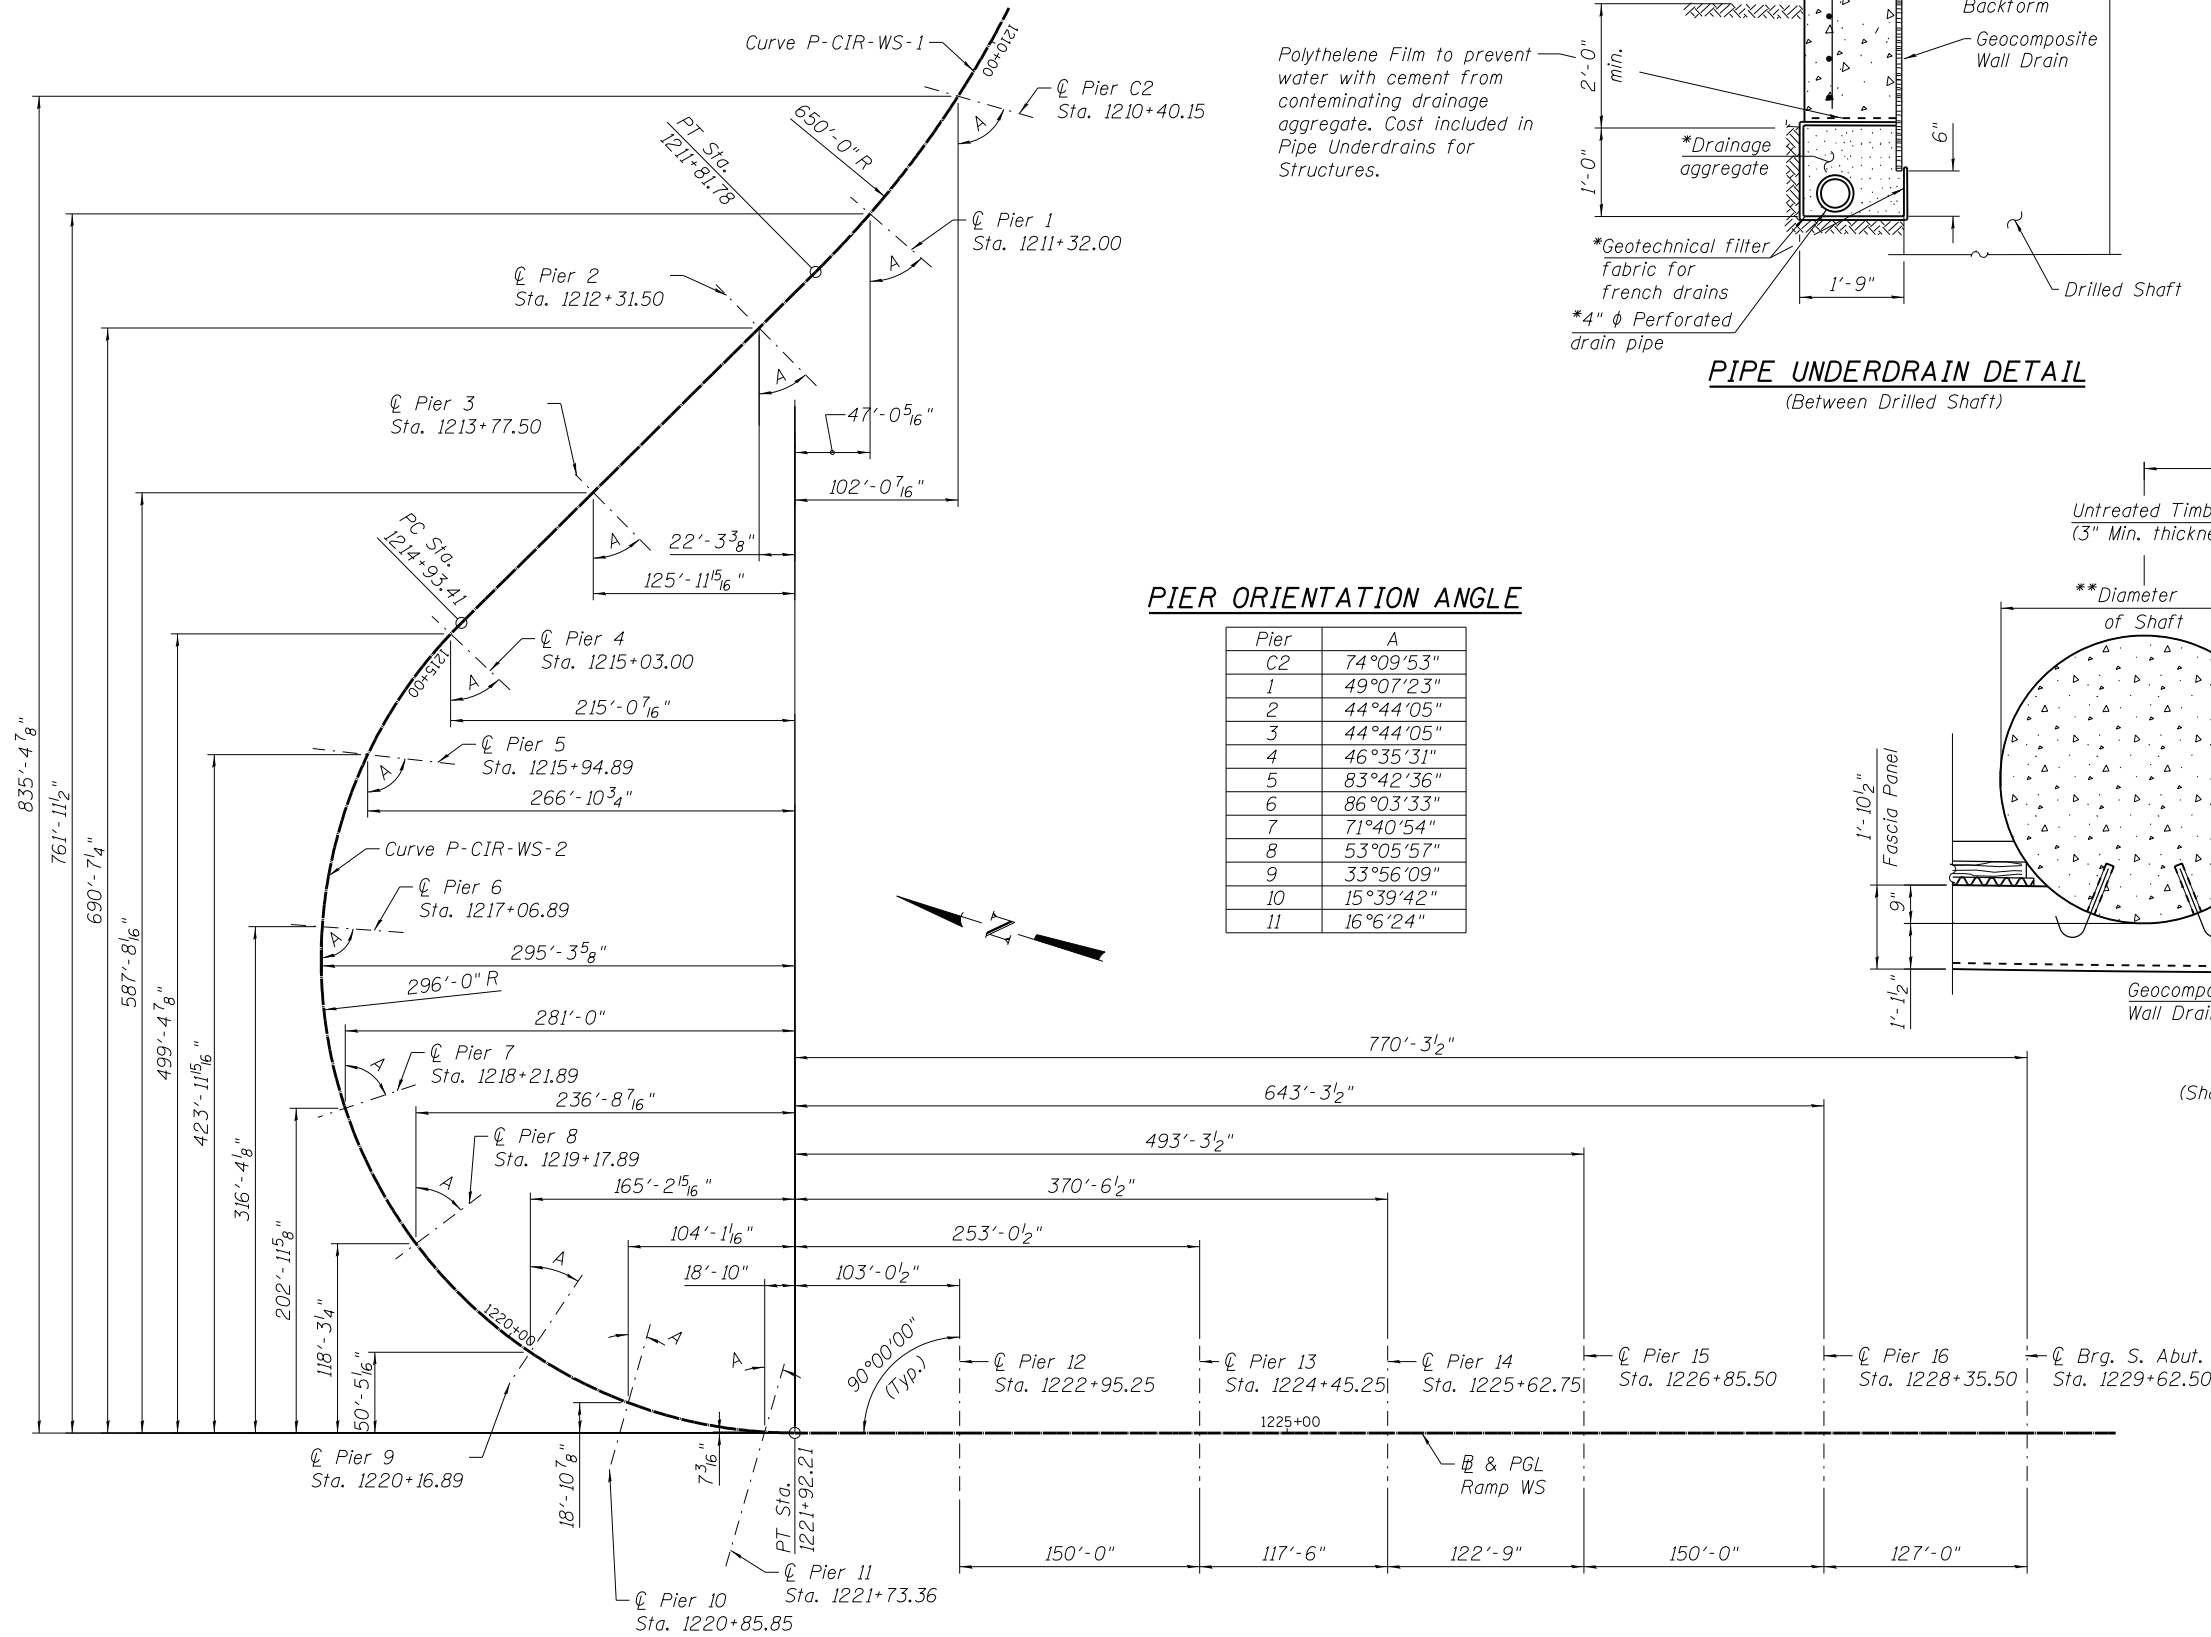 Curve P-CIR-WS-1
1210+00
℄ Pier C2
Sta. 1210+40.15
650'-0" R
PT Sta.
1211+81.78
℄ Pier 1
Sta. 1211+32.00
℄ Pier 2
Sta. 1212+31.50
℄ Pier 3
Sta. 1213+77.50
A
A
A
A
47'-0 5/16"
102'-0 7/16"
22'-3 3/8"
125'-11 15/16"
PC Sta.
1214+93.41
1215+00
℄ Pier 4
Sta. 1215+03.00
A
215'-0 7/16"
℄ Pier 5
Sta. 1215+94.89
A
266'-10 3/4"
Curve P-CIR-WS-2
℄ Pier 6
Sta. 1217+06.89
A
295'-3 5/8"
296'-0" R
281'-0"
℄ Pier 7
Sta. 1218+21.89
A
236'-8 7/16"
℄ Pier 8
Sta. 1219+17.89
A
165'-2 15/16"
104'-1 1/16"
18'-10"
A
1220+00
A
A
835'-4 7/8"
761'-11 1/2"
690'-7 1/4"
587'-8 1/16"
499'-4 7/8"
423'-11 15/16"
316'-4 1/8"
202'-11 5/8"
118'-3 1/4"
50'-5 1/16"
18'-10 7/8"
7 3/16"
℄ Pier 9
Sta. 1220+16.89
℄ Pier 10
Sta. 1220+85.85
℄ Pier 11
Sta. 1221+73.36
PT Sta.
1221+92.21
770'-3 1/2"
643'-3 1/2"
493'-3 1/2"
370'-6 1/2"
253'-0 1/2"
103'-0 1/2"
90°00'00"
(Typ.)
℄ Pier 12
Sta. 1222+95.25
℄ Pier 13
Sta. 1224+45.25
℄ Pier 14
Sta. 1225+62.75
℄ Pier 15
Sta. 1226+85.50
℄ Pier 16
Sta. 1228+35.50
℄ Brg. S. Abut.
Sta. 1229+62.50
1225+00
B & PGL
Ramp WS
150'-0"
117'-6"
122'-9"
150'-0"
127'-0"
N
PIER ORIENTATION ANGLE
Pier A
C2 74°09'53"
1 49°07'23"
2 44°44'05"
3 44°44'05"
4 46°35'31"
5 83°42'36"
6 86°03'33"
7 71°40'54"
8 53°05'57"
9 33°56'09"
10 15°39'42"
11 16°6'24"
Polythelene Film to prevent
water with cement from
conteminating drainage
aggregate. Cost included in
Pipe Underdrains for
Structures.
2'-0"
min.
1'-0"
Backform
Geocomposite
Wall Drain
*Drainage
aggregate
6"
*Geotechnical filter
fabric for
french drains
*4" ϕ Perforated
drain pipe
1'-9"
Drilled Shaft
PIPE UNDERDRAIN DETAIL
(Between Drilled Shaft)
Untreated Timb
(3" Min. thickne
**Diameter
of Shaft
1'-10 1/2"
Fascia Panel
9"
1'-1 1/2"
Geocompo
Wall Drai
(Sho